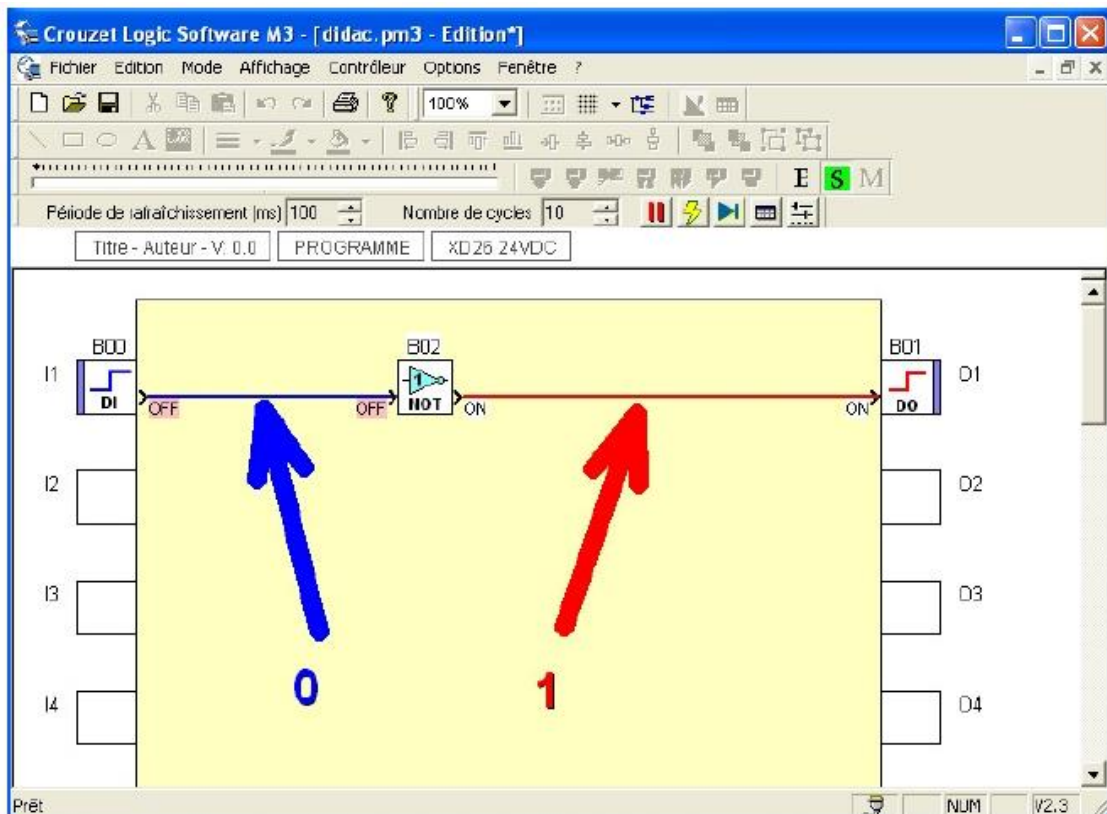 Crouzet Logic Software M3 - [didac.pm3 - Edition*]
Fichier Edition Mode Affichage Contrôleur Options Fenêtre ?
100%
A
E S M
Période de rafraîchissement (ms) 100 Nombre de cycles 10
Titre - Auteur - V: 0.0 PROGRAMME XD26 24VDC
B00 B02 B01
I1 O1
1
DI NOT DO
OFF OFF ON ON
I2 O2
I3 O3
0 1
I4 O4
Prêt NUM V2.3